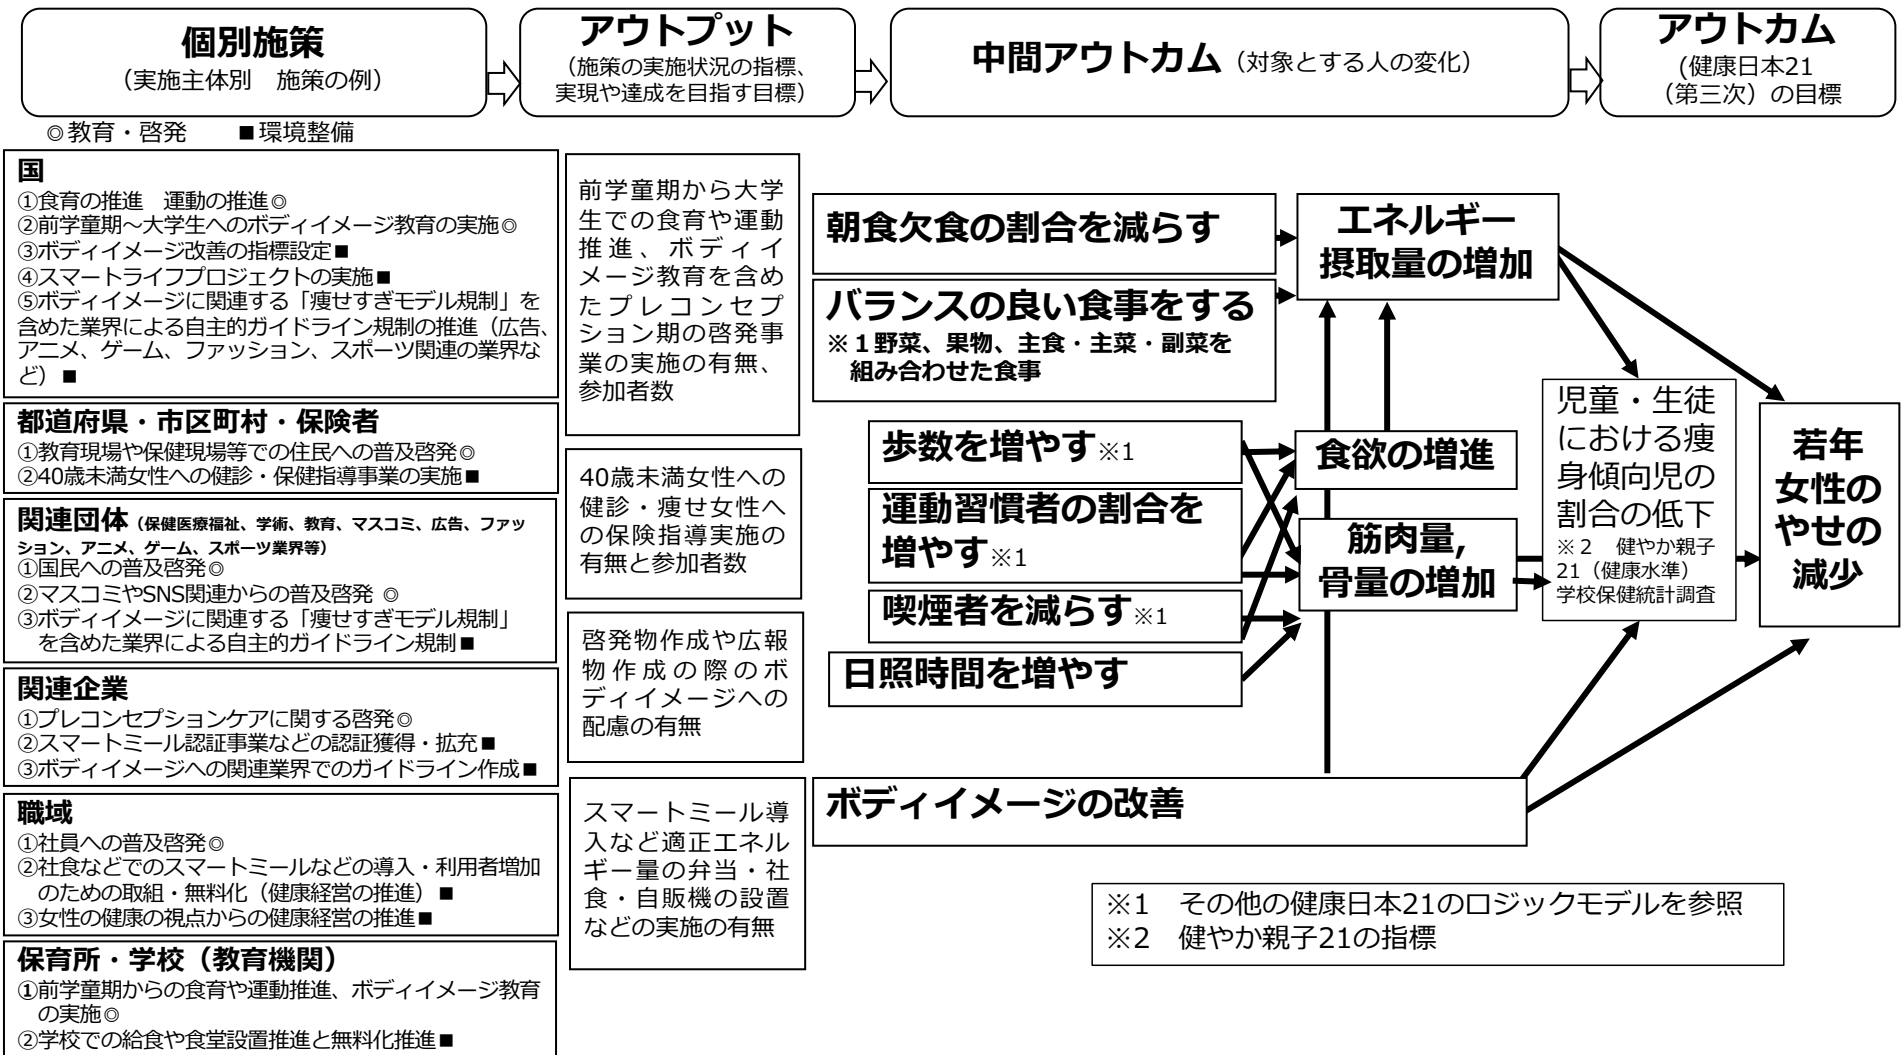 個別施策
（実施主体別　施策の例）
アウトプット
（施策の実施状況の指標、
実現や達成を目指す目標）
中間アウトカム（対象とする人の変化）
アウトカム
（健康日本21
（第三次）の目標
◎教育・啓発　　■環境整備
国
①食育の推進　運動の推進◎
②前学童期～大学生へのボディイメージ教育の実施◎
③ボディイメージ改善の指標設定■
④スマートライフプロジェクトの実施■
⑤ボディイメージに関連する「痩せすぎモデル規制」を
含めた業界による自主的ガイドライン規制の推進（広告、
アニメ、ゲーム、ファッション、スポーツ関連の業界な
ど）■
都道府県・市区町村・保険者
①教育現場や保健現場等での住民への普及啓発◎
②40歳未満女性への健診・保健指導事業の実施■
関連団体（保健医療福祉、学術、教育、マスコミ、広告、ファッ
ション、アニメ、ゲーム、スポーツ業界等）
①国民への普及啓発◎
②マスコミやSNS関連からの普及啓発 ◎
③ボディイメージに関連する「痩せすぎモデル規制」
を含めた業界による自主的ガイドライン規制■
関連企業
①プレコンセプションケアに関する啓発◎
②スマートミール認証事業などの認証獲得・拡充■
③ボディイメージへの関連業界でのガイドライン作成■
職域
①社員への普及啓発◎
②社食などでのスマートミールなどの導入・利用者増加
のための取組・無料化（健康経営の推進）■
③女性の健康の視点からの健康経営の推進■
保育所・学校（教育機関）
①前学童期からの食育や運動推進、ボディイメージ教育
の実施◎
②学校での給食や食堂設置推進と無料化推進■
前学童期から大学
生での食育や運動
推進、ボディイ
メージ教育を含め
たプレコンセプ
ション期の啓発事
業の実施の有無、
参加者数
40歳未満女性への
健診・痩せ女性へ
の保険指導実施の
有無と参加者数
啓発物作成や広報
物作成の際のボ
ディイメージへの
配慮の有無
スマートミール導
入など適正エネル
ギー量の弁当・社
食・自販機の設置
などの実施の有無
朝食欠食の割合を減らす
バランスの良い食事をする
※１野菜、果物、主食・主菜・副菜を
組み合わせた食事
歩数を増やす※1
運動習慣者の割合を
増やす※1
喫煙者を減らす※1
日照時間を増やす
ボディイメージの改善
エネルギー
摂取量の増加
食欲の増進
筋肉量,
骨量の増加
児童・生徒
における痩
身傾向児の
割合の低下
※２　健やか親子
21（健康水準）
学校保健統計調査
若年
女性の
やせの
減少
※1　その他の健康日本21のロジックモデルを参照
※2　健やか親子21の指標